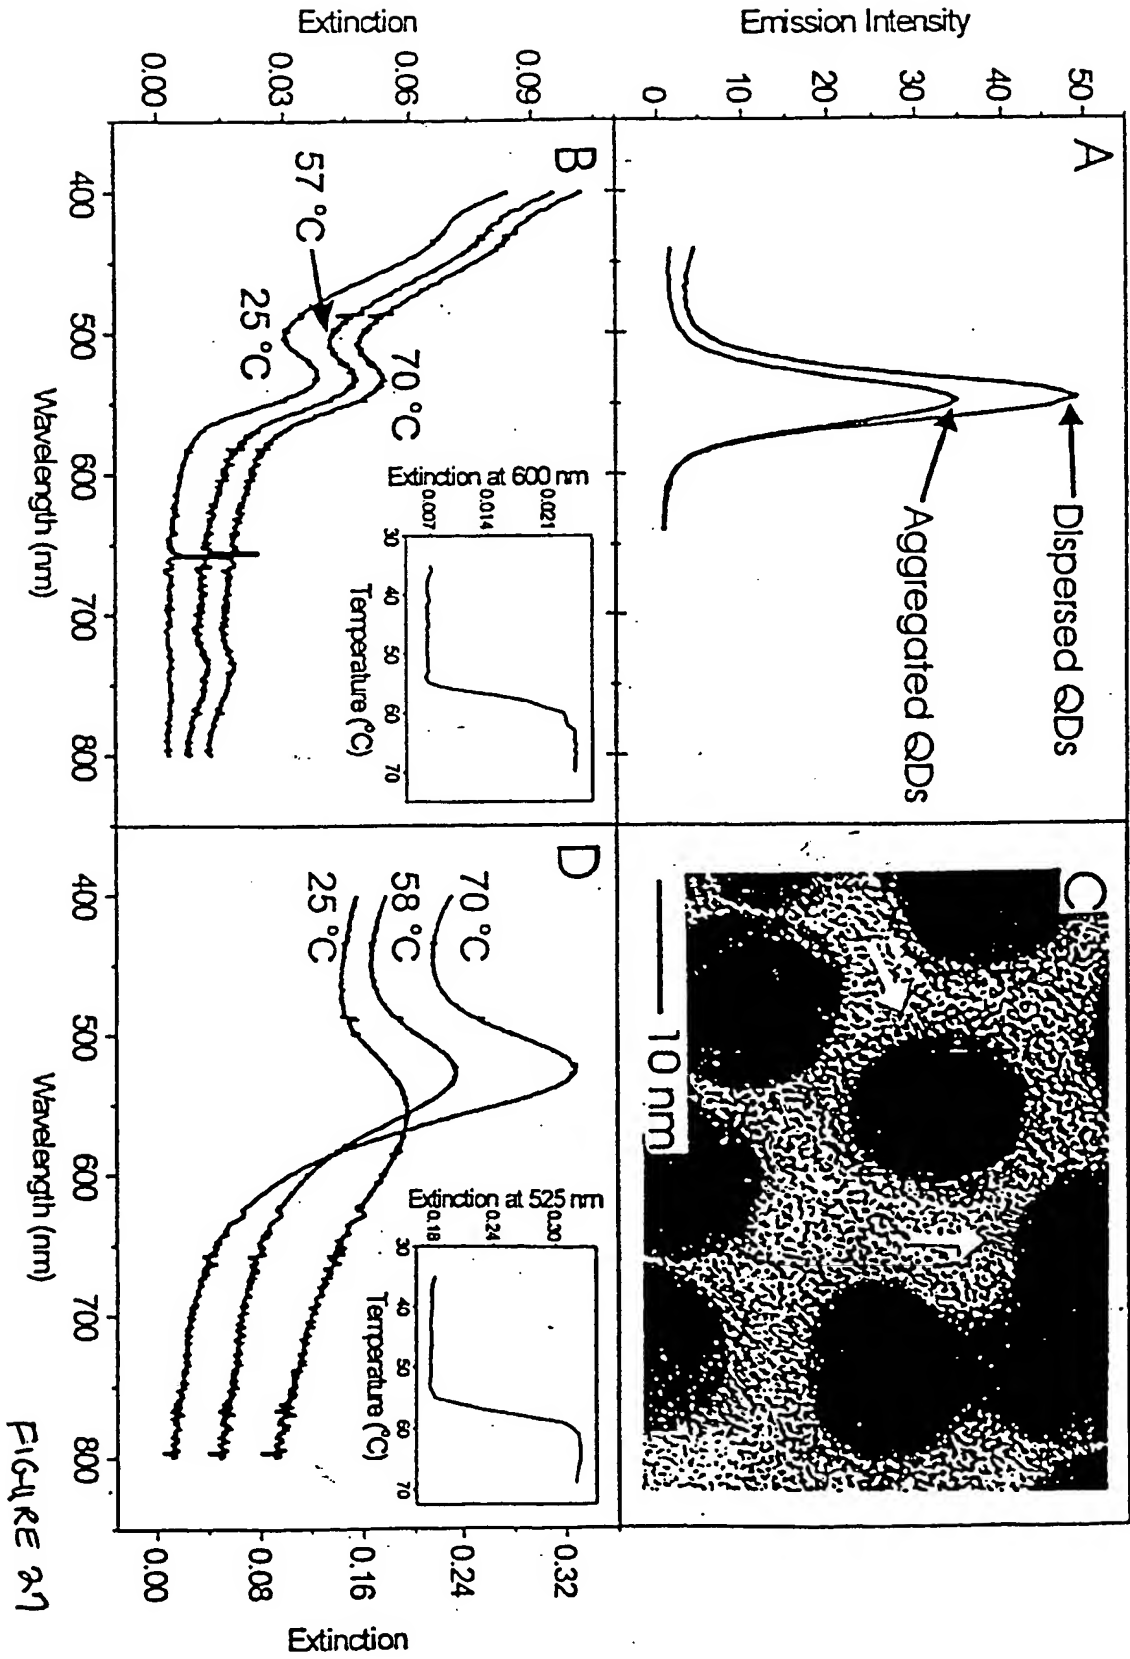 A
Emission Intensity
50
40
30
20
10
0
Dispersed QDs
Aggregated QDs
C
10 nm
B
Extinction
0.09
0.06
0.03
0.00
57 °C
25 °C
70 °C
400
500
600
700
800
Wavelength (nm)
Extinction at 600 nm
0.021
0.014
0.007
30
40
50
60
70
Temperature (°C)
D
70 °C
58 °C
25 °C
400
500
600
700
800
Wavelength (nm)
Extinction at 525 nm
0.30
0.24
0.18
30
40
50
60
70
Temperature (°C)
0.32
0.24
0.16
0.08
0.00
Extinction
FIGURE 27